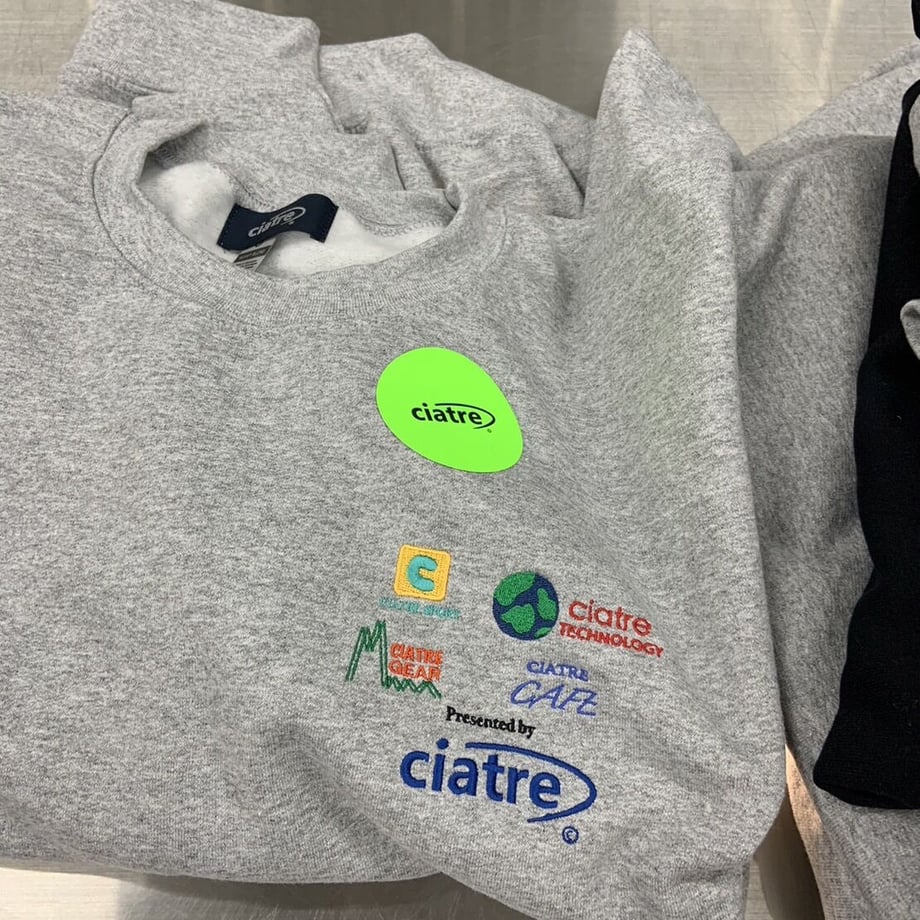 ciatre
ciatre
C
ciatre
TECHNOLOGY
CIATRE
GEAR
CIATRE
CAFE
Presented by
ciatre
©